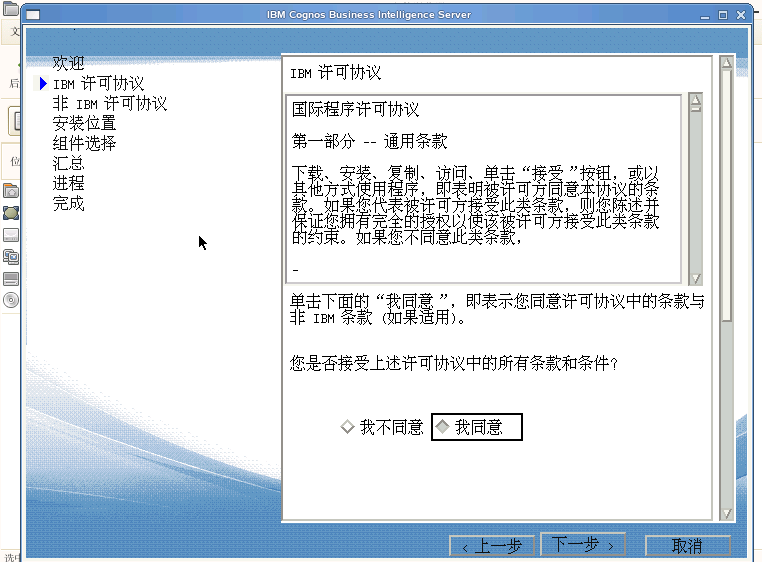 IBM Cognos Business Intelligence Server
欢迎
IBM 许可协议
非 IBM 许可协议
安装位置
组件选择
汇总
进程
完成
IBM 许可协议
国际程序许可协议
第一部分 -- 通用条款
下载、安装、复制、访问、单击“接受”按钮，或以
其他方式使用程序，即表明被许可方同意本协议的条
款。如果您代表被许可方接受此类条款，则您陈述并
保证您拥有完全的授权以使该被许可方接受此类条款
的约束。如果您不同意此类条款，
-
单击下面的“我同意”，即表示您同意许可协议中的条款与
非 IBM 条款 (如果适用)。
您是否接受上述许可协议中的所有条款和条件?
我不同意 我同意
< 上一步 下一步 > 取消